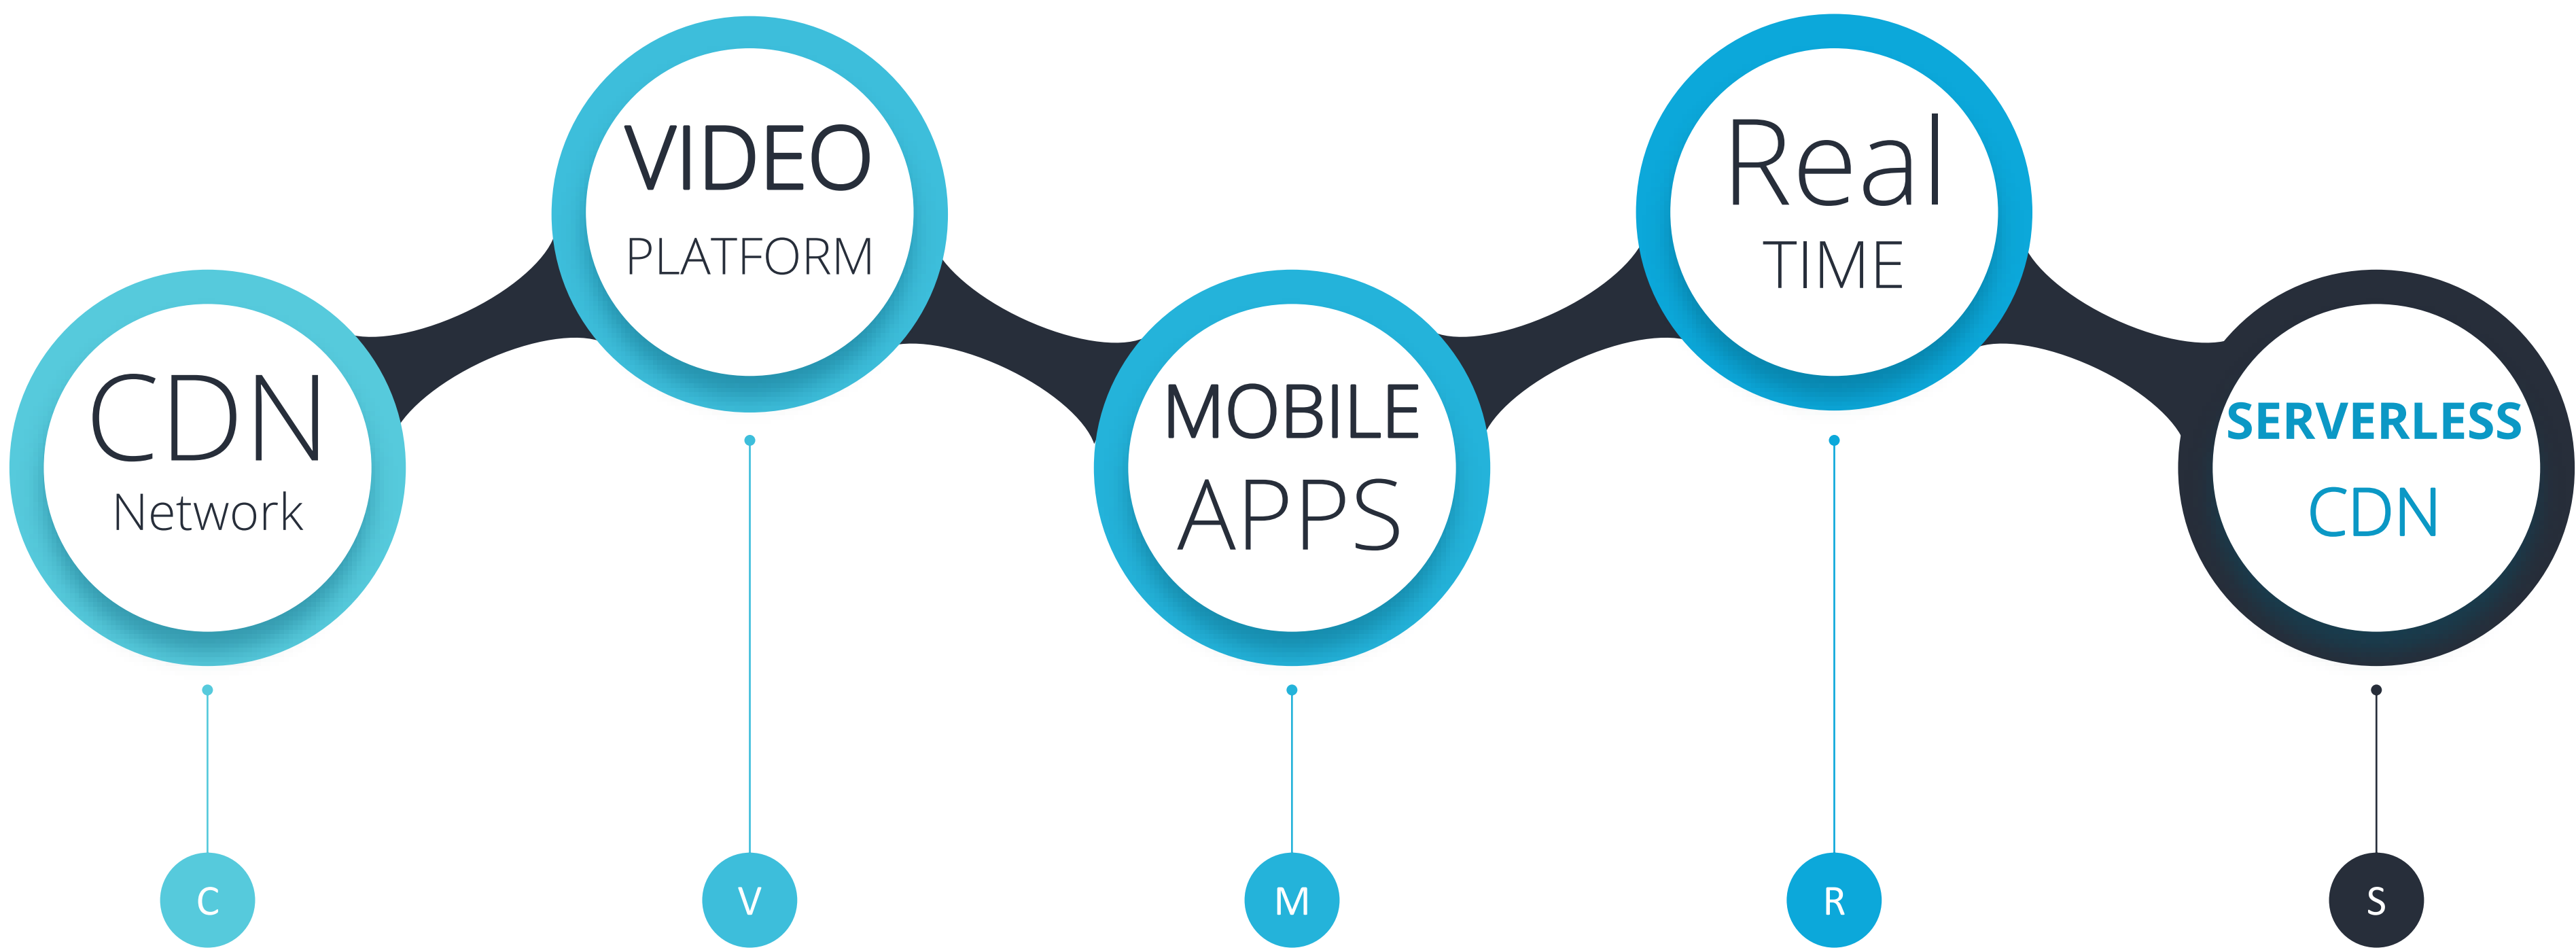 CDN
Network
VIDEO
PLATFORM
MOBILE
APPS
Real
TIME
SERVERLESS
CDN
C
V
M
R
S